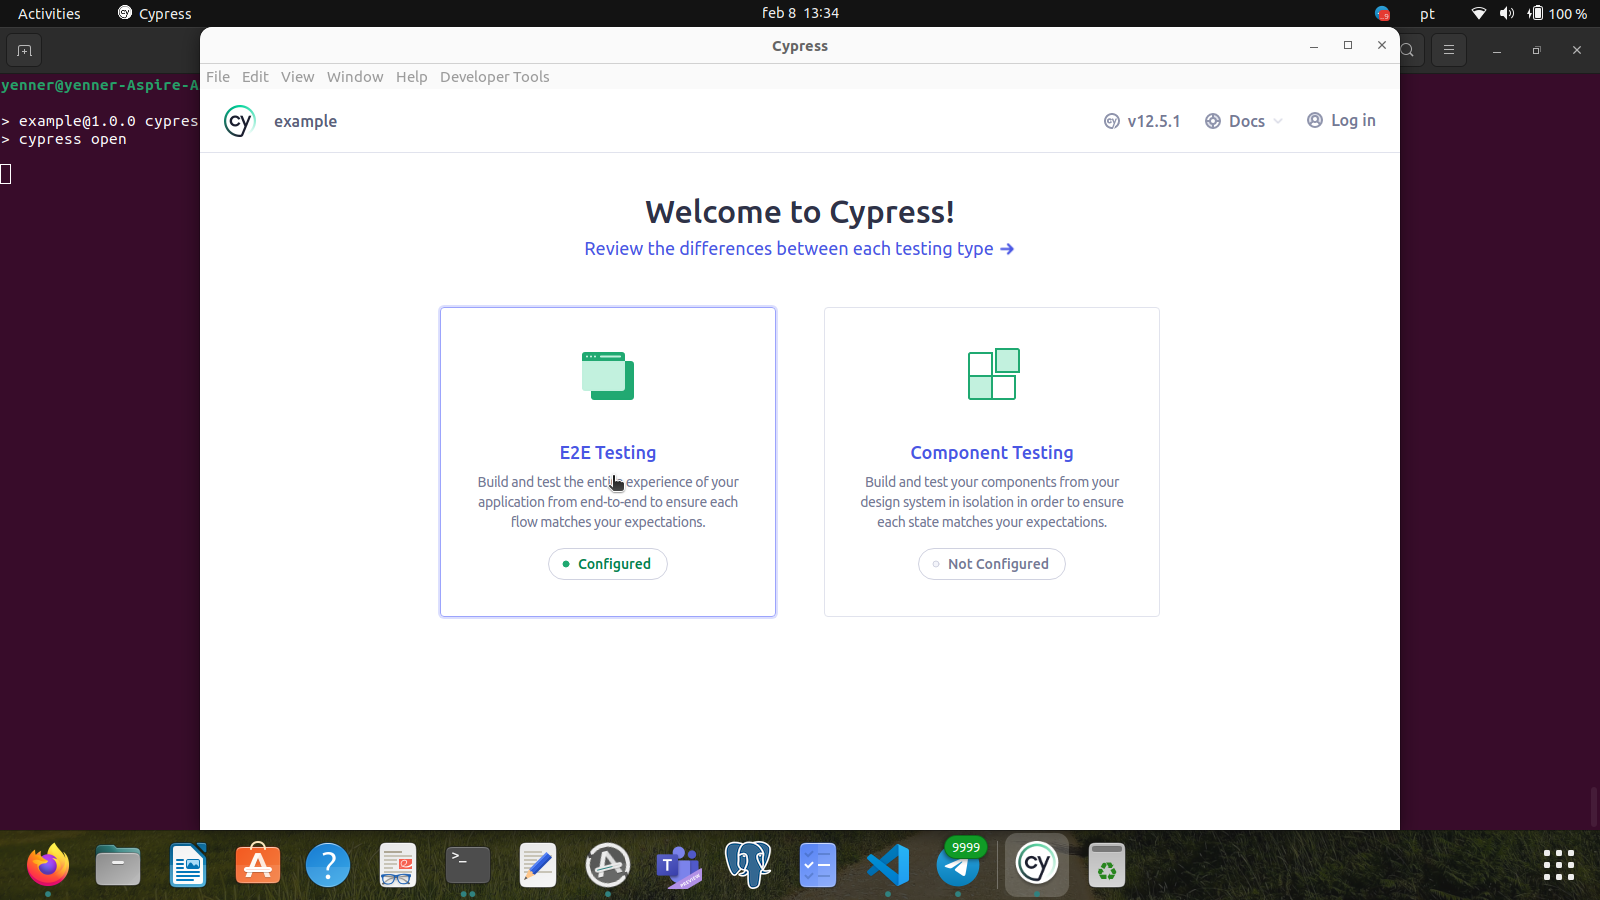 Activities
Cypress
feb 8 13:34
pt
100 %
Cypress
yenner@yenner-Aspire-A
> example@1.0.0 cypres
> cypress open
File Edit View Window Help Developer Tools
cy
example
v12.5.1
Docs
Log in
Welcome to Cypress!
Review the differences between each testing type
E2E Testing
Build and test the entire experience of your
application from end-to-end to ensure each
flow matches your expectations.
Configured
Component Testing
Build and test your components from your
design system in isolation in order to ensure
each state matches your expectations.
Not Configured
9999
A
?
>_
A
T
PREVIEW
cy